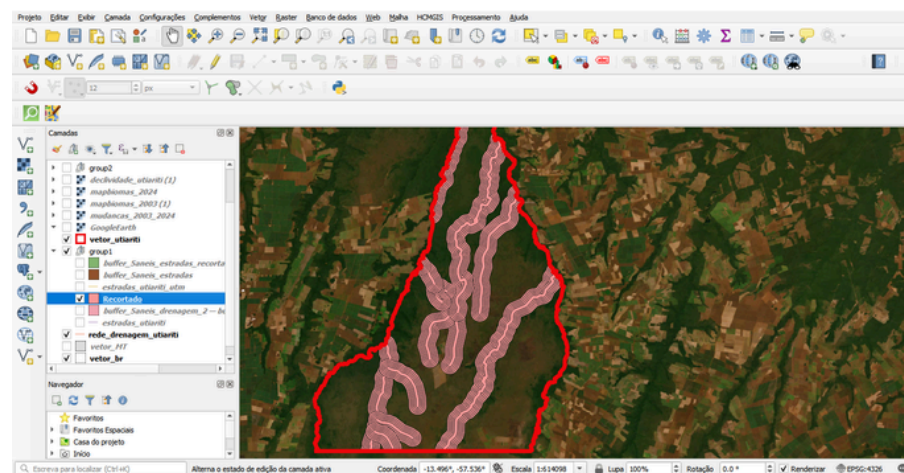 Projeto Editar Exibir Camada Configurações Complementos Vetor Raster Banco de dados Web Malha HCMGIS Processamento Ajuda
12 px
Camadas
group2
declividade_utiariti (1)
mapbiomas_2024
mapbiomas_2003 (1)
mudancas_2003_2024
GoogleEarth
vetor_utiariti
group1
buffer_Saneis_estradas_recorta
buffer_Saneis_estradas
estradas_utiariti_utm
Recortado
buffer_Saneis_drenagem_2 — b
estradas_utiariti
rede_drenagem_utiariti
vetor_MT
vetor_br
Navegador
Favoritos
Favoritos Espaciais
Casa do projeto
Início
Escreva para localizar (Ctrl+K) Alterna o estado de edição da camada ativa Coordenada -13.496°, -57.536° Escala 1:614098 Lupa 100% Rotação 0.0 ° Renderizar EPSG:4326